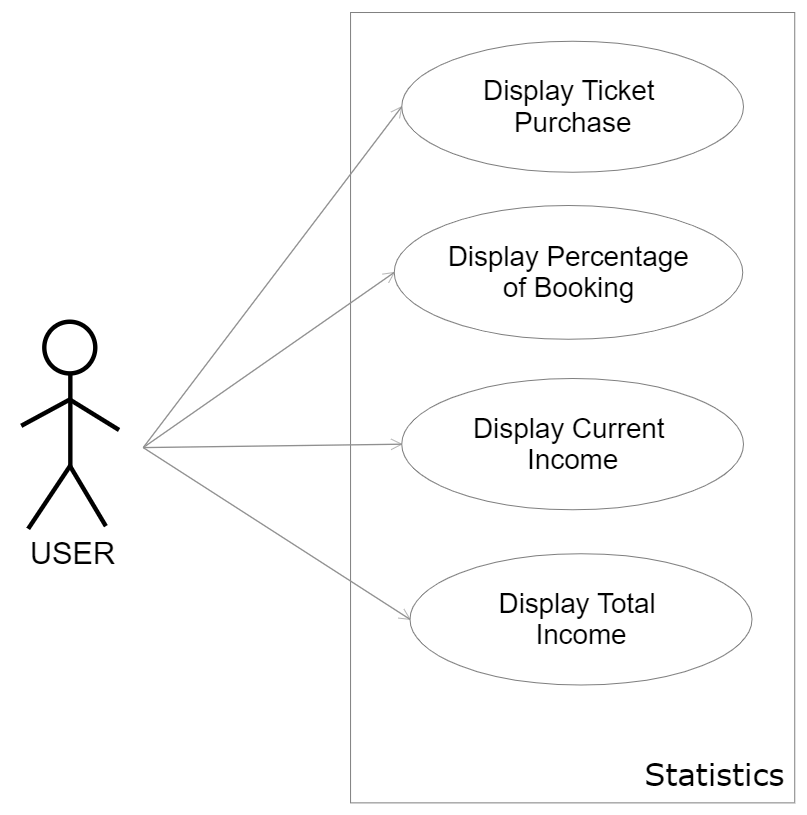 Display Ticket
Purchase
Display Percentage
of Booking
Display Current
Income
USER
Display Total
Income
Statistics